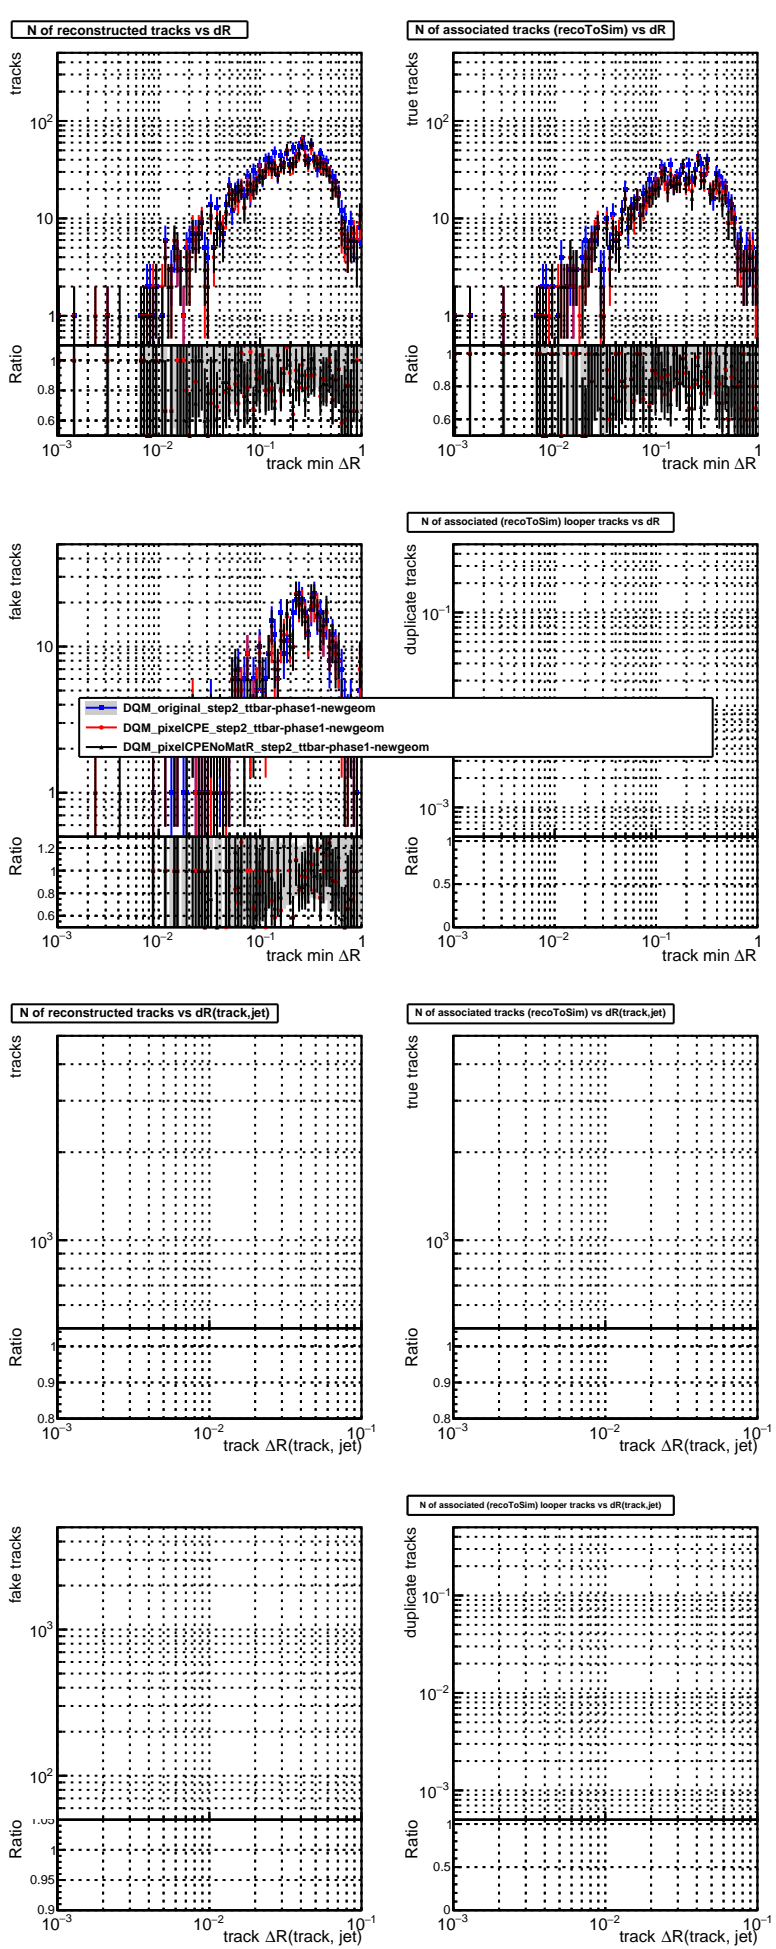 N of reconstructed tracks vs dR
tracks
10²
10
1
Ratio
1
0.8
0.6
10⁻³ 10⁻² 10⁻¹ 1
track min ΔR
N of associated tracks (recoToSim) vs dR
true tracks
10²
10
1
Ratio
1
0.8
0.6
10⁻³ 10⁻² 10⁻¹ 1
track min ΔR
fake tracks
10
1
Ratio
1.2
1
0.8
0.6
10⁻³ 10⁻² 10⁻¹ 1
track min ΔR
N of associated (recoToSim) looper tracks vs dR
duplicate tracks
10⁻¹
10⁻³
Ratio
1
0.5
0
10⁻³ 10⁻² 10⁻¹ 1
track min ΔR
DQM_original_step2_ttbar-phase1-newgeom
DQM_pixelCPE_step2_ttbar-phase1-newgeom
DQM_pixelCPENoMatR_step2_ttbar-phase1-newgeom
N of reconstructed tracks vs dR(track,jet)
tracks
10³
Ratio
1
0.9
0.8
10⁻³ 10⁻² 10⁻¹
track ΔR(track, jet)
N of associated tracks (recoToSim) vs dR(track,jet)
true tracks
10³
Ratio
1
0.9
0.8
10⁻³ 10⁻² 10⁻¹
track ΔR(track, jet)
fake tracks
10³
10²
Ratio
1.05
1
0.95
0.9
10⁻³ 10⁻² 10⁻¹
track ΔR(track, jet)
N of associated (recoToSim) looper tracks vs dR(track,jet)
duplicate tracks
10⁻¹
10⁻²
10⁻³
Ratio
1
0.5
0
10⁻³ 10⁻² 10⁻¹
track ΔR(track, jet)